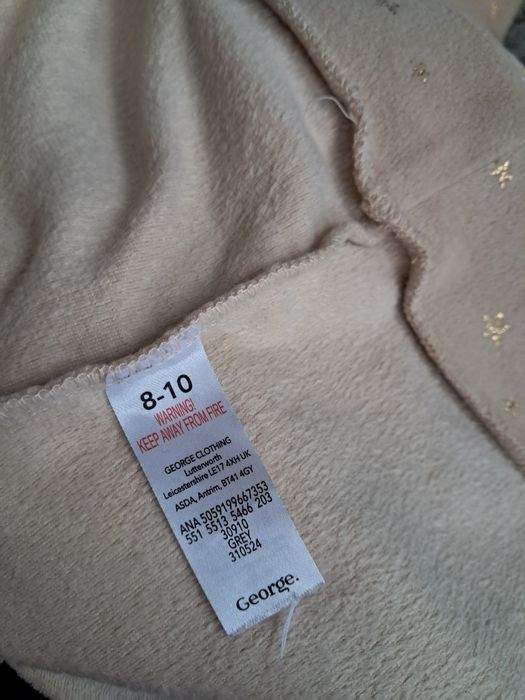 8-10
WARNING!
KEEP AWAY FROM FIRE
GEORGE CLOTHING
Lutterworth
Leicestershire LE17 4XH UK
ASDA, Antrim, BT41 4GY
ANA 5059199667353
551 5513 5466 203
30910
GREY
310524
George.